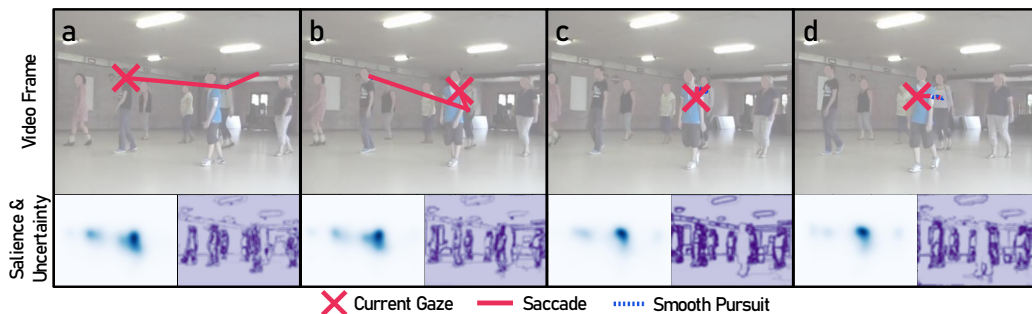 a b c d
Video Frame
Salience &
Uncertainty
Current Gaze Saccade Smooth Pursuit